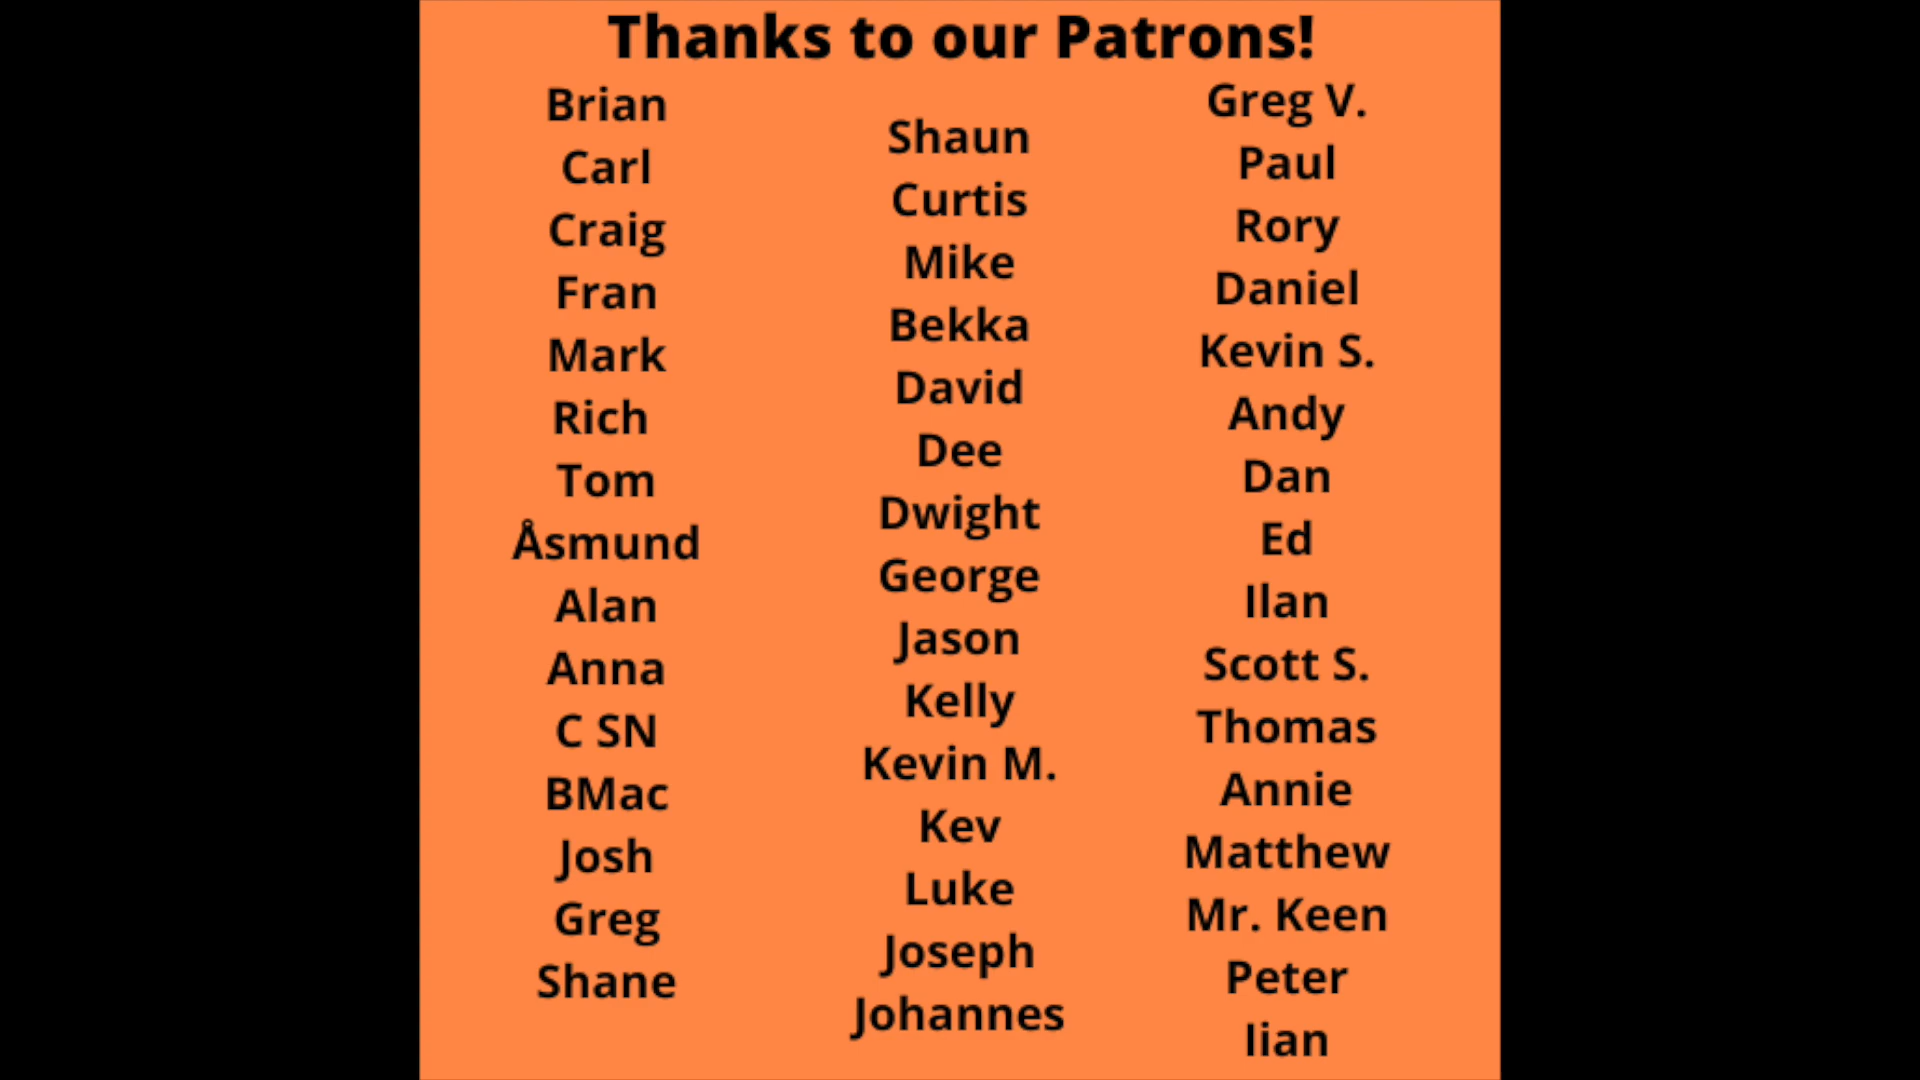 Thanks to our Patrons!
Brian
Carl
Craig
Fran
Mark
Rich
Tom
Åsmund
Alan
Anna
C SN
BMac
Josh
Greg
Shane
Shaun
Curtis
Mike
Bekka
David
Dee
Dwight
George
Jason
Kelly
Kevin M.
Kev
Luke
Joseph
Johannes
Greg V.
Paul
Rory
Daniel
Kevin S.
Andy
Dan
Ed
Ilan
Scott S.
Thomas
Annie
Matthew
Mr. Keen
Peter
Iian